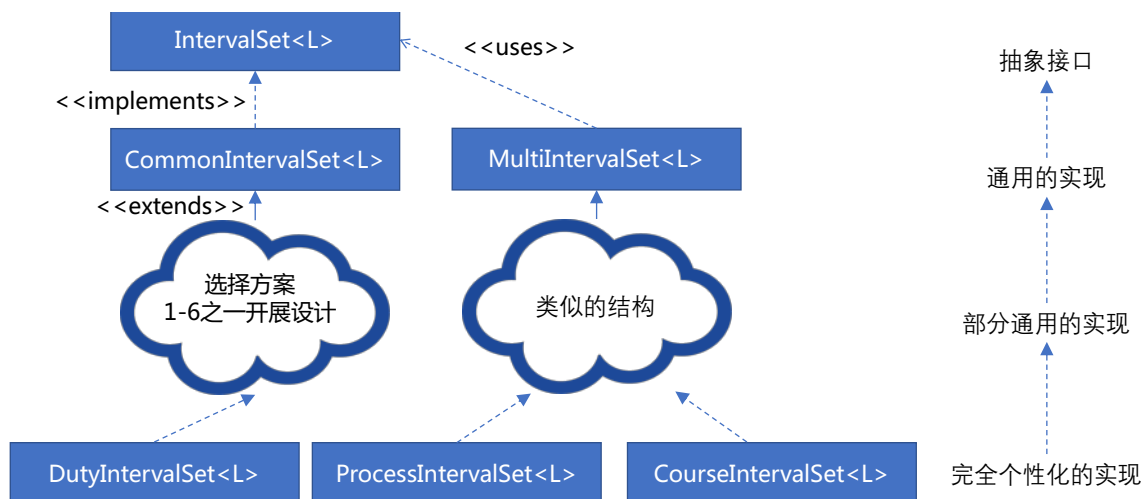 IntervalSet<L>
<<uses>>
抽象接口
<<implements>>
CommonIntervalSet<L>
MultiIntervalSet<L>
通用的实现
<<extends>>
选择方案
1-6之一开展设计
类似的结构
部分通用的实现
DutyIntervalSet<L>
ProcessIntervalSet<L>
CourseIntervalSet<L>
完全个性化的实现